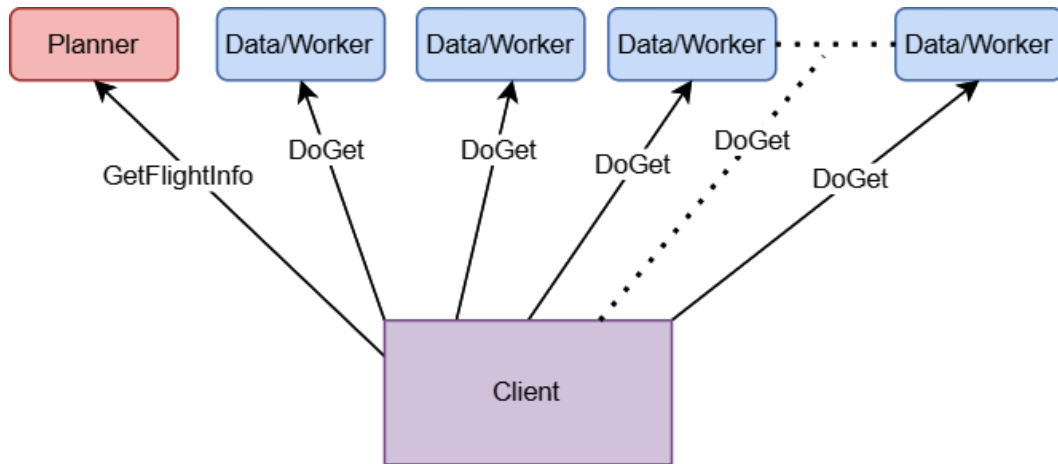 Planner
Data/Worker
Data/Worker
Data/Worker
Data/Worker
DoGet
DoGet
DoGet
DoGet
DoGet
GetFlightInfo
Client